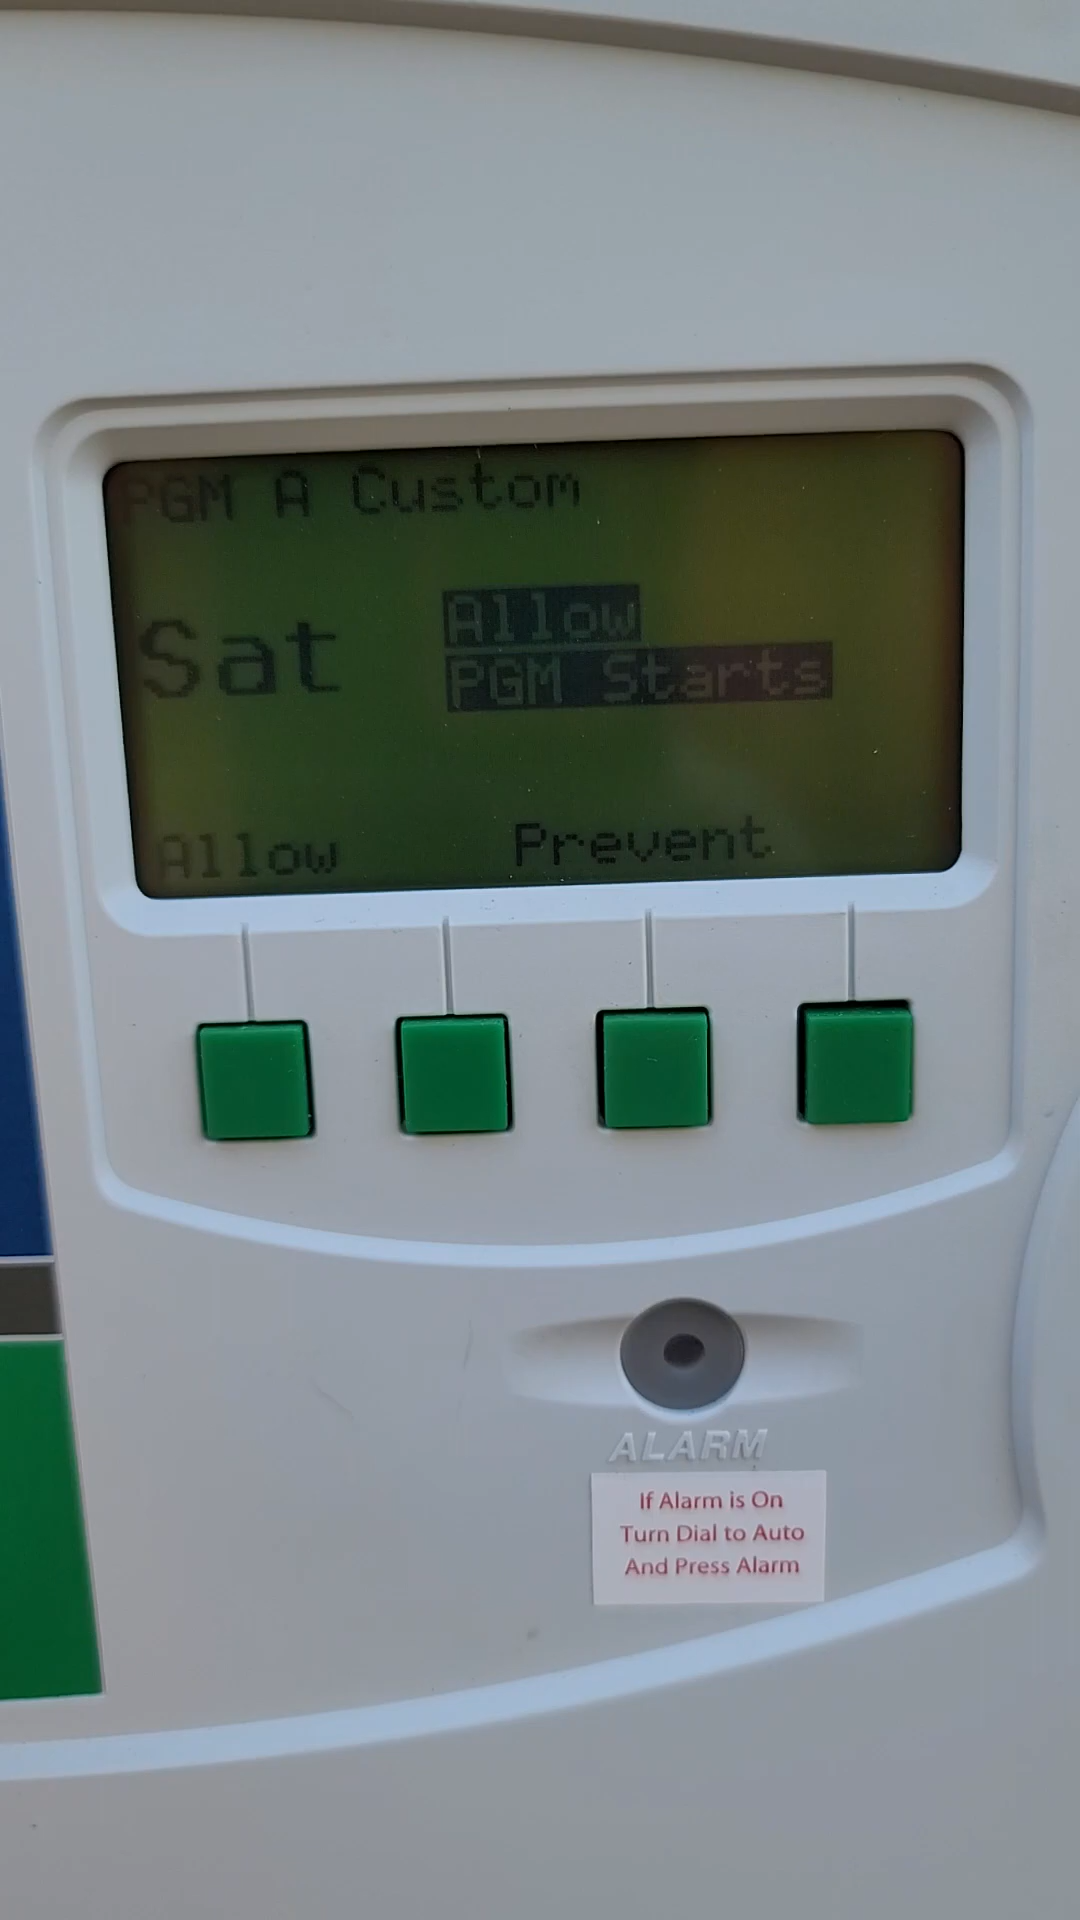 PGM A Custom
Sat
Allow
PGM Starts
Allow Prevent
ALARM
If Alarm is On
Turn Dial to Auto
And Press Alarm